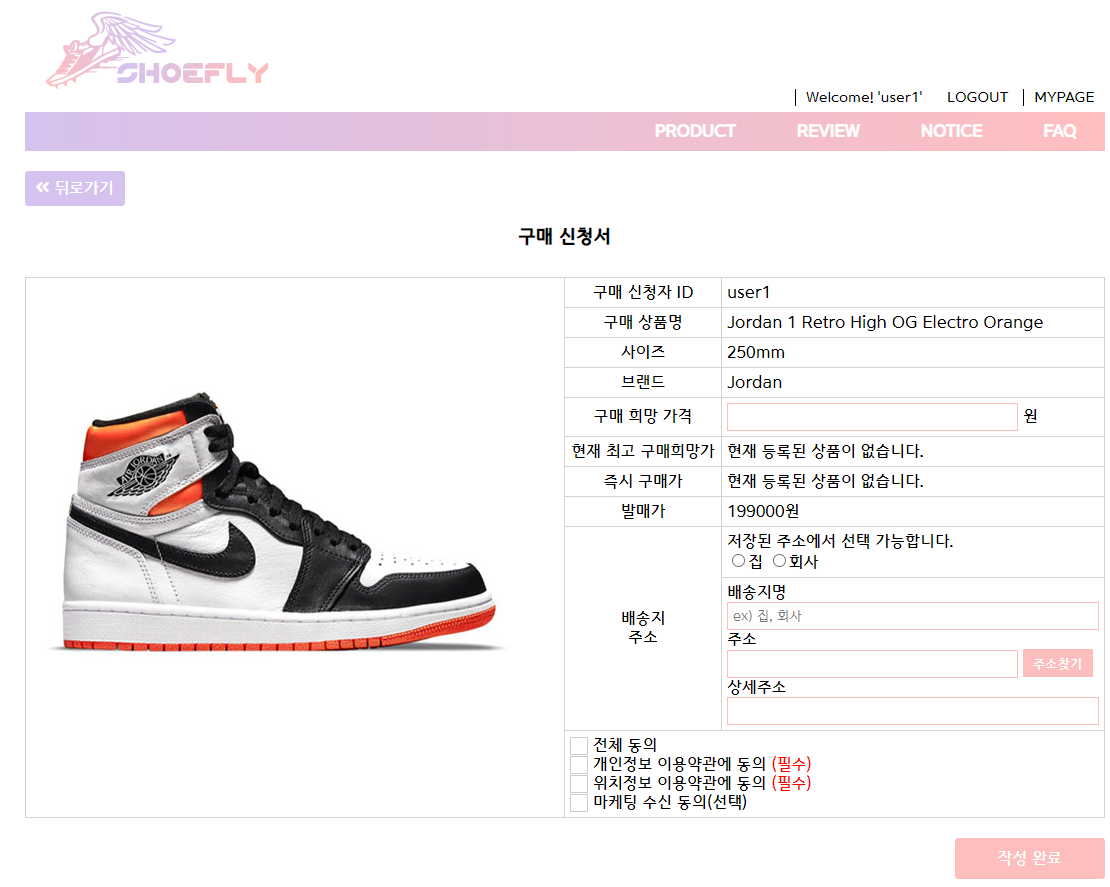 SHOEFLY
Welcome! 'user1' LOGOUT MYPAGE
PRODUCT REVIEW NOTICE FAQ
« 뒤로가기
구매 신청서
구매 신청자 ID user1
구매 상품명 Jordan 1 Retro High OG Electro Orange
사이즈 250mm
브랜드 Jordan
구매 희망 가격 원
현재 최고 구매희망가 현재 등록된 상품이 없습니다.
즉시 구매가 현재 등록된 상품이 없습니다.
발매가 199000원
배송지
주소
저장된 주소에서 선택 가능합니다.
집 회사
배송지명
ex) 집, 회사
주소
주소찾기
상세주소
전체 동의
개인정보 이용약관에 동의 (필수)
위치정보 이용약관에 동의 (필수)
마케팅 수신 동의(선택)
작성 완료
AIR JORDAN